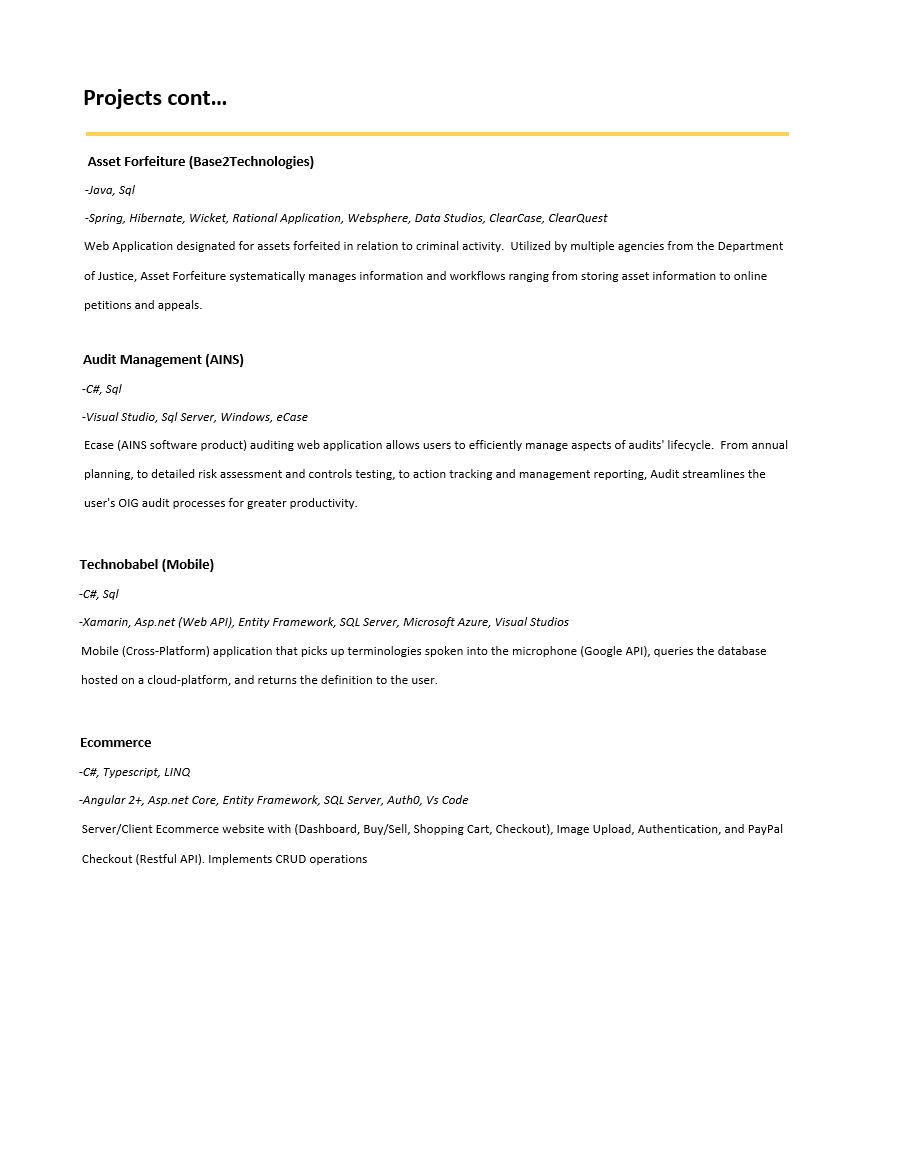 Projects cont...
Asset Forfeiture (Base2Technologies)
-Java, Sql
-Spring, Hibernate, Wicket, Rational Application, Websphere, Data Studios, ClearCase, ClearQuest
Web Application designated for assets forfeited in relation to criminal activity.  Utilized by multiple agencies from the Department
of Justice, Asset Forfeiture systematically manages information and workflows ranging from storing asset information to online
petitions and appeals.
Audit Management (AINS)
-C#, Sql
-Visual Studio, Sql Server, Windows, eCase
Ecase (AINS software product) auditing web application allows users to efficiently manage aspects of audits' lifecycle.  From annual
planning, to detailed risk assessment and controls testing, to action tracking and management reporting, Audit streamlines the
user's OIG audit processes for greater productivity.
Technobabel (Mobile)
-C#, Sql
-Xamarin, Asp.net (Web API), Entity Framework, SQL Server, Microsoft Azure, Visual Studios
Mobile (Cross-Platform) application that picks up terminologies spoken into the microphone (Google API), queries the database
hosted on a cloud-platform, and returns the definition to the user.
Ecommerce
-C#, Typescript, LINQ
-Angular 2+, Asp.net Core, Entity Framework, SQL Server, Auth0, Vs Code
Server/Client Ecommerce website with (Dashboard, Buy/Sell, Shopping Cart, Checkout), Image Upload, Authentication, and PayPal
Checkout (Restful API). Implements CRUD operations